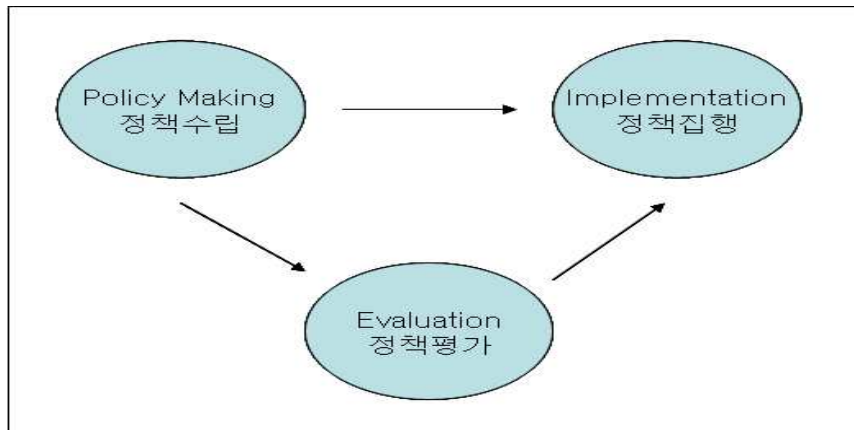 Policy Making
정책수립
Implementation
정책집행
Evaluation
정책평가